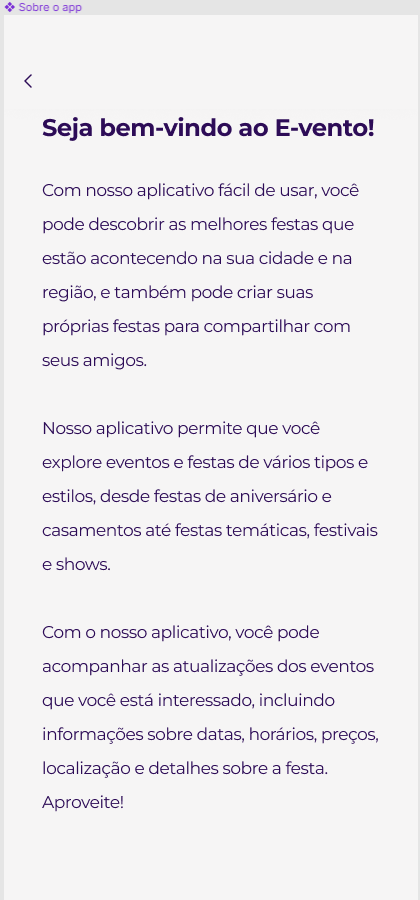 Sobre o app
Seja bem-vindo ao E-vento!
Com nosso aplicativo fácil de usar, você
pode descobrir as melhores festas que
estão acontecendo na sua cidade e na
região, e também pode criar suas
próprias festas para compartilhar com
seus amigos.
Nosso aplicativo permite que você
explore eventos e festas de vários tipos e
estilos, desde festas de aniversário e
casamentos até festas temáticas, festivais
e shows.
Com o nosso aplicativo, você pode
acompanhar as atualizações dos eventos
que você está interessado, incluindo
informações sobre datas, horários, preços,
localização e detalhes sobre a festa.
Aproveite!